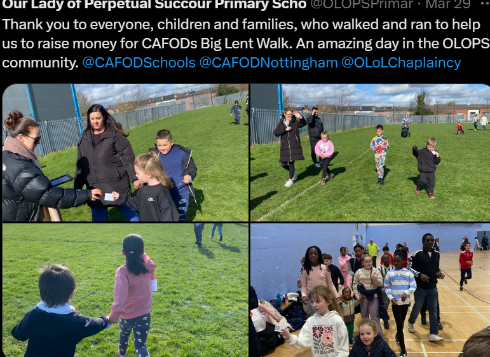 Our Lady of Perpetual Succour Primary Scho @OLOPSPrimar · Mar 29 ···
Thank you to everyone, children and families, who walked and ran to help
us to raise money for CAFODs Big Lent Walk. An amazing day in the OLOPS
community. @CAFODSchools @CAFODNottingham @OLoLChaplaincy